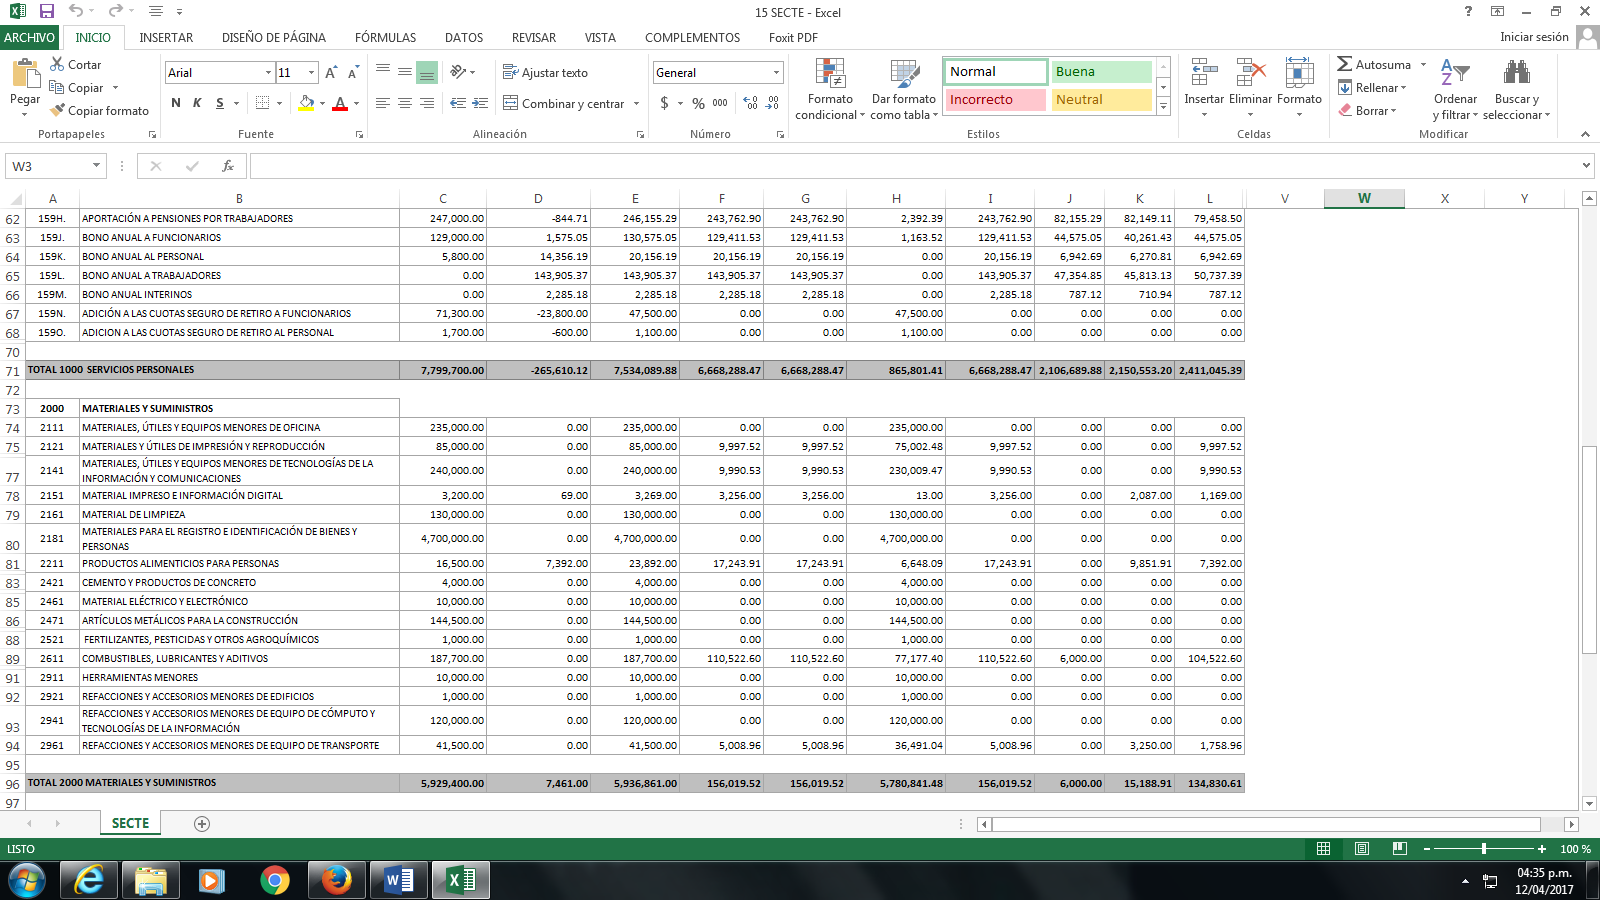 15 SECTE - Excel
ARCHIVO INICIO INSERTAR DISEÑO DE PÁGINA FÓRMULAS DATOS REVISAR VISTA COMPLEMENTOS Foxit PDF Iniciar sesión
Pegar Cortar Copiar Copiar formato Portapapeles
Arial 11 N K S Fuente
Ajustar texto Combinar y centrar Alineación
General $ % 000 Número
Formato condicional Dar formato como tabla Normal Buena Incorrecto Neutral Estilos
Insertar Eliminar Formato Celdas
Autosuma Rellenar Borrar Ordenar y filtrar Buscar y seleccionar Modificar
W3 fx
A B C D E F G H I J K L V W X Y
62 159H. APORTACIÓN A PENSIONES POR TRABAJADORES 247,000.00 -844.71 246,155.29 243,762.90 243,762.90 2,392.39 243,762.90 82,155.29 82,149.11 79,458.50
63 159J. BONO ANUAL A FUNCIONARIOS 129,000.00 1,575.05 130,575.05 129,411.53 129,411.53 1,163.52 129,411.53 44,575.05 40,261.43 44,575.05
64 159K. BONO ANUAL AL PERSONAL 5,800.00 14,356.19 20,156.19 20,156.19 20,156.19 0.00 20,156.19 6,942.69 6,270.81 6,942.69
65 159L. BONO ANUAL A TRABAJADORES 0.00 143,905.37 143,905.37 143,905.37 143,905.37 0.00 143,905.37 47,354.85 45,813.13 50,737.39
66 159M. BONO ANUAL INTERINOS 0.00 2,285.18 2,285.18 2,285.18 2,285.18 0.00 2,285.18 787.12 710.94 787.12
67 159N. ADICIÓN A LAS CUOTAS SEGURO DE RETIRO A FUNCIONARIOS 71,300.00 -23,800.00 47,500.00 0.00 0.00 47,500.00 0.00 0.00 0.00 0.00
68 159O. ADICION A LAS CUOTAS SEGURO DE RETIRO AL PERSONAL 1,700.00 -600.00 1,100.00 0.00 0.00 1,100.00 0.00 0.00 0.00 0.00
70
71 TOTAL 1000 SERVICIOS PERSONALES 7,799,700.00 -265,610.12 7,534,089.88 6,668,288.47 6,668,288.47 865,801.41 6,668,288.47 2,106,689.88 2,150,553.20 2,411,045.39
72
73 2000 MATERIALES Y SUMINISTROS
74 2111 MATERIALES, ÚTILES Y EQUIPOS MENORES DE OFICINA 235,000.00 0.00 235,000.00 0.00 0.00 235,000.00 0.00 0.00 0.00 0.00
75 2121 MATERIALES Y ÚTILES DE IMPRESIÓN Y REPRODUCCIÓN 85,000.00 0.00 85,000.00 9,997.52 9,997.52 75,002.48 9,997.52 0.00 0.00 9,997.52
77 2141 MATERIALES, ÚTILES Y EQUIPOS MENORES DE TECNOLOGÍAS DE LA
INFORMACIÓN Y COMUNICACIONES 240,000.00 0.00 240,000.00 9,990.53 9,990.53 230,009.47 9,990.53 0.00 0.00 9,990.53
78 2151 MATERIAL IMPRESO E INFORMACIÓN DIGITAL 3,200.00 69.00 3,269.00 3,256.00 3,256.00 13.00 3,256.00 0.00 2,087.00 1,169.00
79 2161 MATERIAL DE LIMPIEZA 130,000.00 0.00 130,000.00 0.00 0.00 130,000.00 0.00 0.00 0.00 0.00
80 2181 MATERIALES PARA EL REGISTRO E IDENTIFICACIÓN DE BIENES Y
PERSONAS 4,700,000.00 0.00 4,700,000.00 0.00 0.00 4,700,000.00 0.00 0.00 0.00 0.00
81 2211 PRODUCTOS ALIMENTICIOS PARA PERSONAS 16,500.00 7,392.00 23,892.00 17,243.91 17,243.91 6,648.09 17,243.91 0.00 9,851.91 7,392.00
83 2421 CEMENTO Y PRODUCTOS DE CONCRETO 4,000.00 0.00 4,000.00 0.00 0.00 4,000.00 0.00 0.00 0.00 0.00
85 2461 MATERIAL ELÉCTRICO Y ELECTRÓNICO 10,000.00 0.00 10,000.00 0.00 0.00 10,000.00 0.00 0.00 0.00 0.00
86 2471 ARTÍCULOS METÁLICOS PARA LA CONSTRUCCIÓN 144,500.00 0.00 144,500.00 0.00 0.00 144,500.00 0.00 0.00 0.00 0.00
88 2521 FERTILIZANTES, PESTICIDAS Y OTROS AGROQUÍMICOS 1,000.00 0.00 1,000.00 0.00 0.00 1,000.00 0.00 0.00 0.00 0.00
89 2611 COMBUSTIBLES, LUBRICANTES Y ADITIVOS 187,700.00 0.00 187,700.00 110,522.60 110,522.60 77,177.40 110,522.60 6,000.00 0.00 104,522.60
91 2911 HERRAMIENTAS MENORES 10,000.00 0.00 10,000.00 0.00 0.00 10,000.00 0.00 0.00 0.00 0.00
92 2921 REFACCIONES Y ACCESORIOS MENORES DE EDIFICIOS 1,000.00 0.00 1,000.00 0.00 0.00 1,000.00 0.00 0.00 0.00 0.00
93 2941 REFACCIONES Y ACCESORIOS MENORES DE EQUIPO DE CÓMPUTO Y
TECNOLOGÍAS DE LA INFORMACIÓN 120,000.00 0.00 120,000.00 0.00 0.00 120,000.00 0.00 0.00 0.00 0.00
94 2961 REFACCIONES Y ACCESORIOS MENORES DE EQUIPO DE TRANSPORTE 41,500.00 0.00 41,500.00 5,008.96 5,008.96 36,491.04 5,008.96 0.00 3,250.00 1,758.96
95
96 TOTAL 2000 MATERIALES Y SUMINISTROS 5,929,400.00 7,461.00 5,936,861.00 156,019.52 156,019.52 5,780,841.48 156,019.52 6,000.00 15,188.91 134,830.61
97
SECTE
LISTO 100 %
04:35 p.m.
12/04/2017